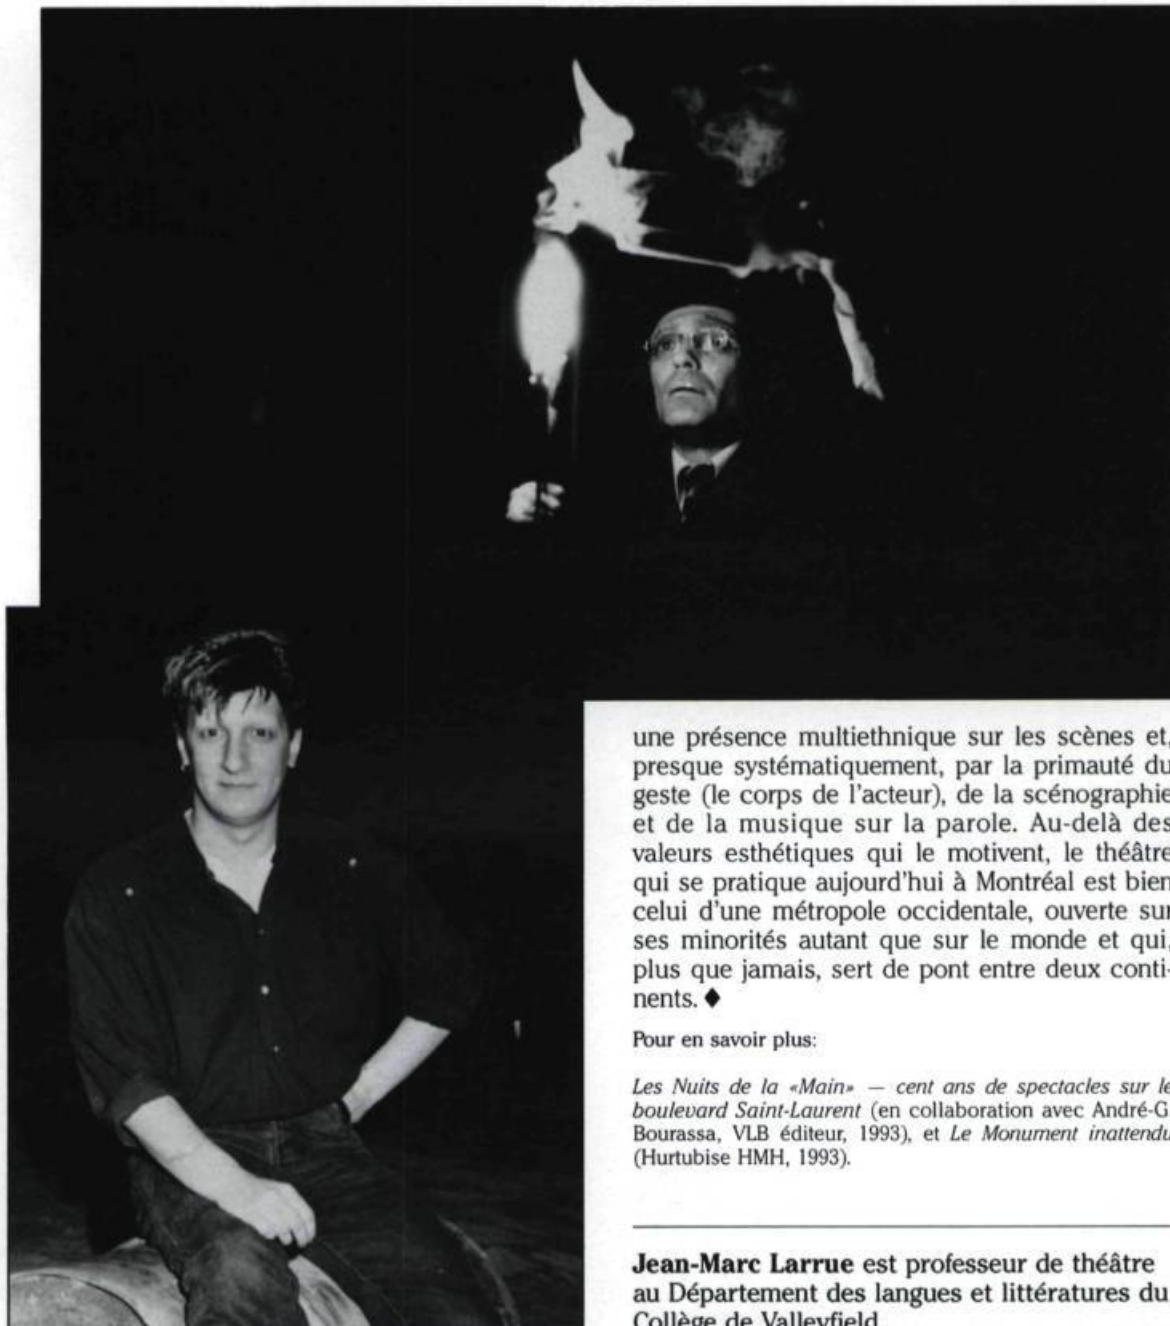 une présence multiethnique sur les scènes et,
presque systématiquement, par la primauté du
geste (le corps de l'acteur), de la scénographie
et de la musique sur la parole. Au-delà des
valeurs esthétiques qui le motivent, le théâtre
qui se pratique aujourd'hui à Montréal est bien
celui d'une métropole occidentale, ouverte sur
ses minorités autant que sur le monde et qui,
plus que jamais, sert de pont entre deux conti-
nents. ♦
Pour en savoir plus:
Les Nuits de la «Main» — cent ans de spectacles sur le
boulevard Saint-Laurent (en collaboration avec André-G.
Bourassa, VLB éditeur, 1993), et Le Monument inattendu
(Hurtubise HMH, 1993).
Jean-Marc Larrue est professeur de théâtre
au Département des langues et littératures du
Collège de Valleyfield